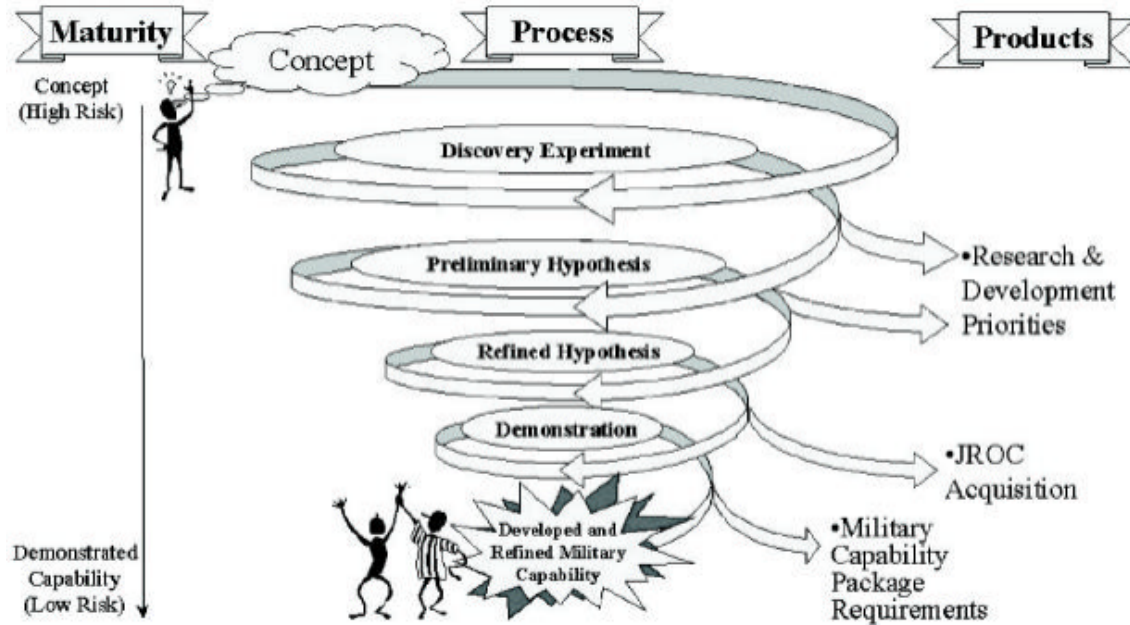 Maturity
Process
Products
Concept
(High Risk)
Concept
Discovery Experiment
Preliminary Hypothesis
Refined Hypothesis
Demonstration
Developed and
Refined Military
Capability
•Research &
Development
Priorities
•JROC
Acquisition
•Military
Capability
Package
Requirements
Demonstrated
Capability
(Low Risk)